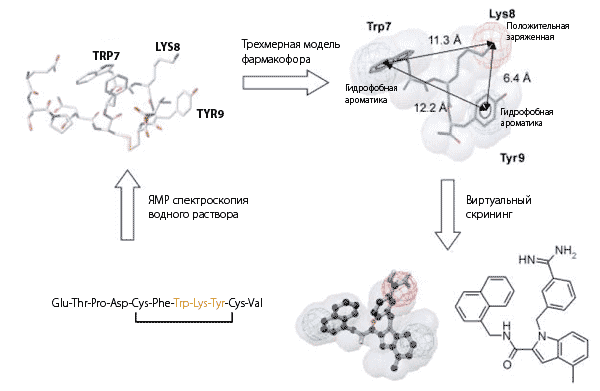 TRP7
LYS8
TYR9
Трехмерная модель
фармакофора
Trp7
Lys8
Положительная
заряженная
11.3 Å
6.4 Å
12.2 Å
Гидрофобная
ароматика
Гидрофобная
ароматика
Tyr9
ЯМР спектроскопия
водного раствора
Виртуальный
скрининг
Glu-Thr-Pro-Asp-Cys-Phe-Trp-Lys-Tyr-Cys-Val
HN
NH2
HN
N
O